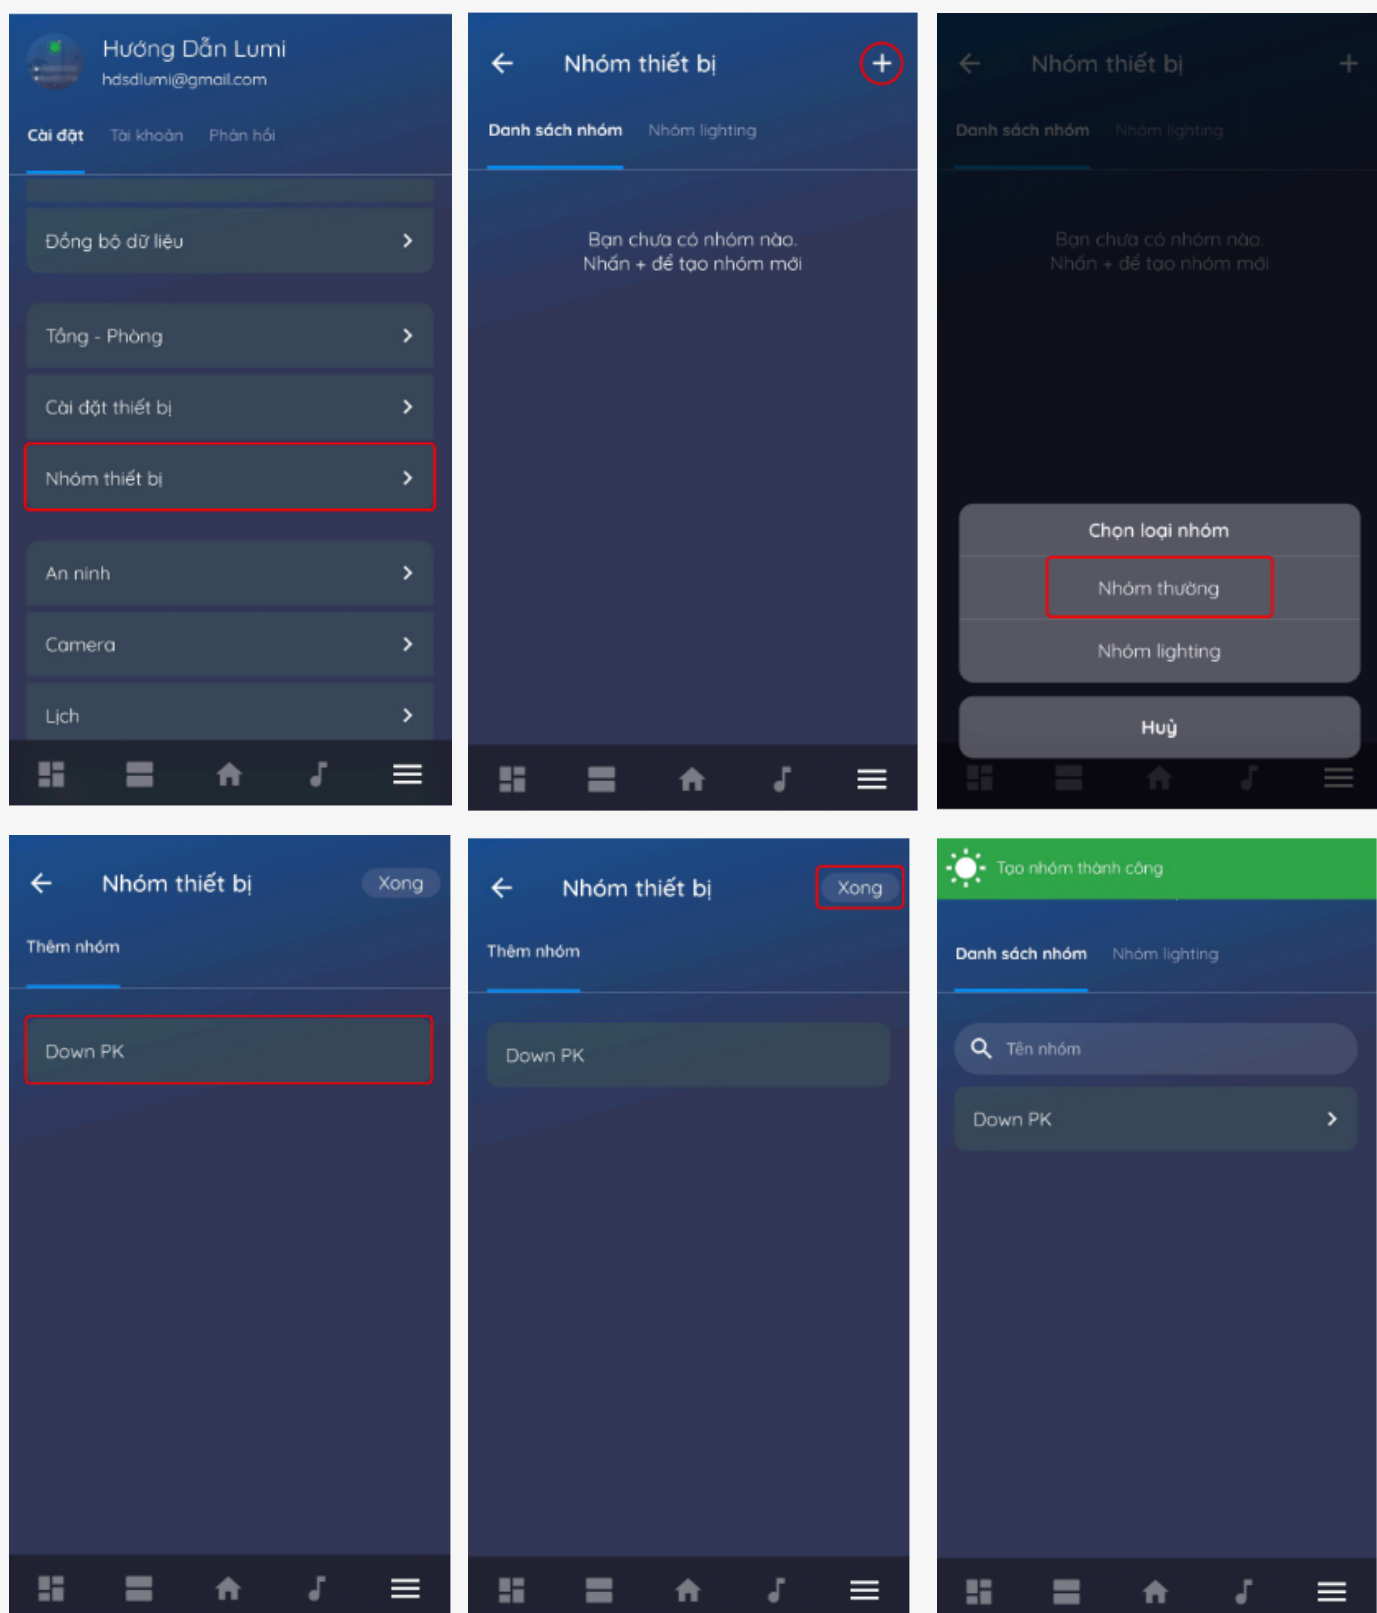 Hướng Dẫn Lumi
hdsdlumi@gmail.com
Cài đặt Tài khoản Phản hồi
Đồng bộ dữ liệu
Tầng - Phòng
Cài đặt thiết bị
Nhóm thiết bị
An ninh
Camera
Lịch
Nhóm thiết bị
Danh sách nhóm Nhóm lighting
Bạn chưa có nhóm nào.
Nhấn + để tạo nhóm mới
Nhóm thiết bị
Danh sách nhóm Nhóm lighting
Bạn chưa có nhóm nào.
Nhấn + để tạo nhóm mới
Chọn loại nhóm
Nhóm thường
Nhóm lighting
Huỷ
Nhóm thiết bị Xong
Thêm nhóm
Down PK
Nhóm thiết bị Xong
Thêm nhóm
Down PK
Tạo nhóm thành công
Danh sách nhóm Nhóm lighting
Tên nhóm
Down PK